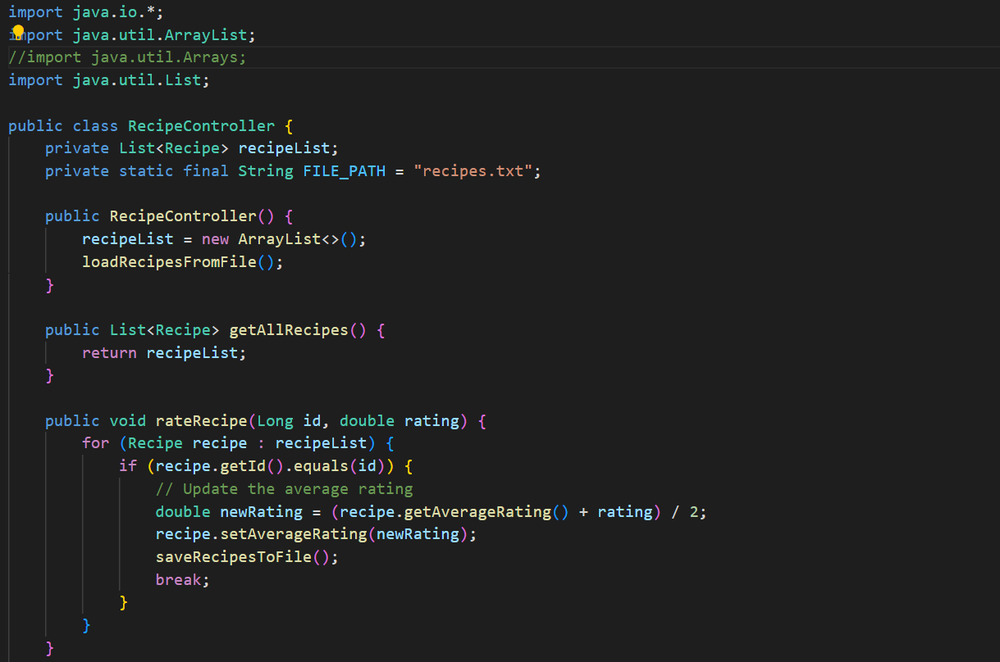 import java.io.*;
import java.util.ArrayList;
//import java.util.Arrays;
import java.util.List;

public class RecipeController {
    private List<Recipe> recipeList;
    private static final String FILE_PATH = "recipes.txt";

    public RecipeController() {
        recipeList = new ArrayList<>();
        loadRecipesFromFile();
    }

    public List<Recipe> getAllRecipes() {
        return recipeList;
    }

    public void rateRecipe(Long id, double rating) {
        for (Recipe recipe : recipeList) {
            if (recipe.getId().equals(id)) {
                // Update the average rating
                double newRating = (recipe.getAverageRating() + rating) / 2;
                recipe.setAverageRating(newRating);
                saveRecipesToFile();
                break;
            }
        }
    }